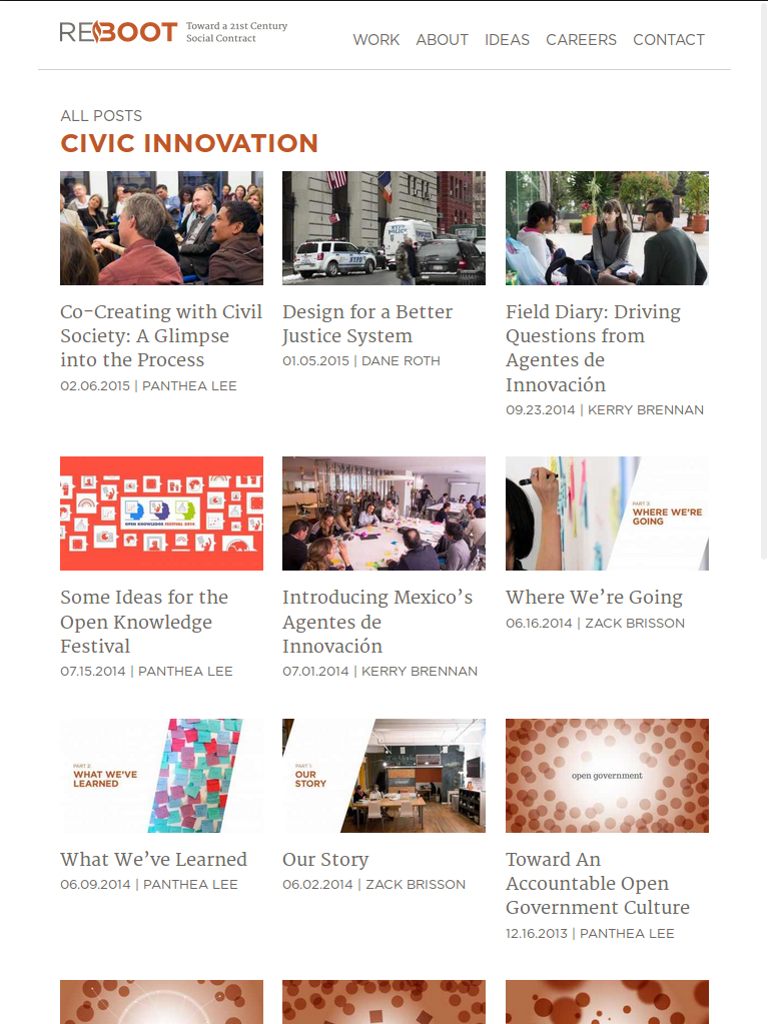 REBOOT
Toward a 21st Century
Social Contract
WORK ABOUT IDEAS CAREERS CONTACT
ALL POSTS
CIVIC INNOVATION
Co-Creating with Civil
Society: A Glimpse
into the Process
02.06.2015 | PANTHEA LEE
Design for a Better
Justice System
01.05.2015 | DANE ROTH
Field Diary: Driving
Questions from
Agentes de
Innovación
09.23.2014 | KERRY BRENNAN
OPEN KNOWLEDGE FESTIVAL 2014
Some Ideas for the
Open Knowledge
Festival
07.15.2014 | PANTHEA LEE
Introducing Mexico’s
Agentes de
Innovación
07.01.2014 | KERRY BRENNAN
PART 3
WHERE WE'RE
GOING
Where We’re Going
06.16.2014 | ZACK BRISSON
PART 2
WHAT WE'VE
LEARNED
What We’ve Learned
06.09.2014 | PANTHEA LEE
PART 1
OUR
STORY
Our Story
06.02.2014 | ZACK BRISSON
open government
Toward An
Accountable Open
Government Culture
12.16.2013 | PANTHEA LEE